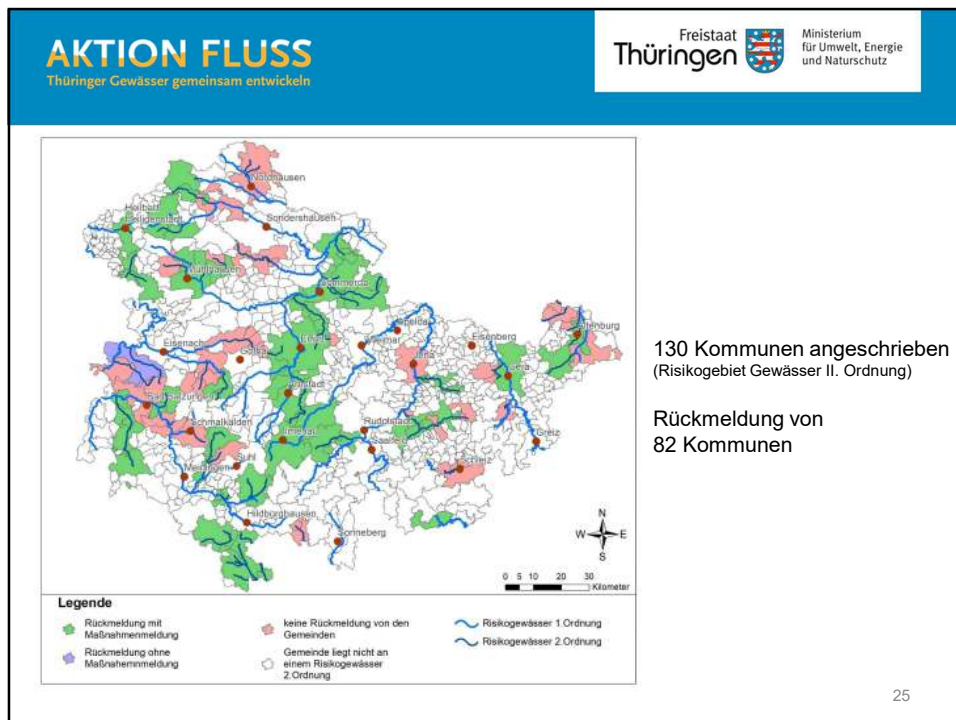 AKTION FLUSS
Thüringer Gewässer gemeinsam entwickeln
Freistaat
Thüringen
Ministerium
für Umwelt, Energie
und Naturschutz
Nordhausen
Heilbad
Heiligenstadt
Sondershausen
Mühlhausen
Sömmerda
Eisenach
Gotha
Erfurt
Weimar
Apolda
Jena
Eisenberg
Gera
Altenburg
Bad Salzungen
Arnstadt
Schmalkalden
Ilmenau
Rudolstadt
Saalfeld
Greiz
Suhl
Schleiz
Meiningen
Hildburghausen
Sonneberg
N
W
E
S
0 5 10 20 30
Kilometer
Legende
Rückmeldung mit
Maßnahmenmeldung
Rückmeldung ohne
Maßnahemnmeldung
keine Rückmeldung von den
Gemeinden
Gemeinde liegt nicht an
einem Risikogewässer
2.Ordnung
Risikogewässer 1.Ordnung
Risikogewässer 2.Ordnung
130 Kommunen angeschrieben
(Risikogebiet Gewässer II. Ordnung)
Rückmeldung von
82 Kommunen
25